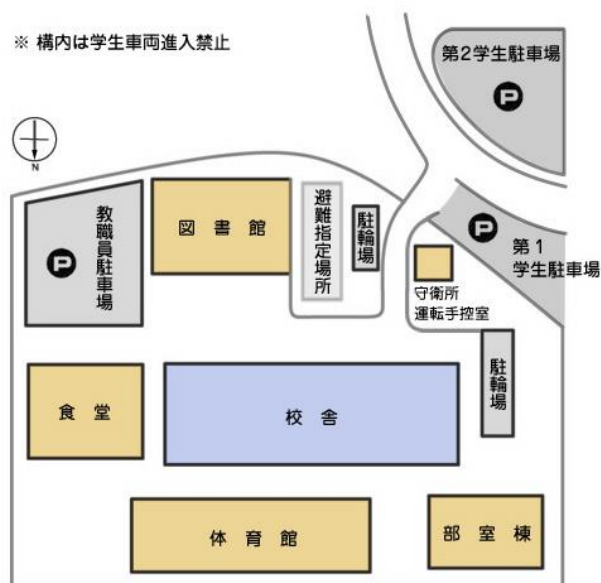 ※ 構内は学生車両進入禁止
第2学生駐車場
P
N
教職員駐車場
P
図書館
避難指定場所
駐輪場
P
第1
学生駐車場
守衛所
運転手控室
駐輪場
食堂
校舎
体育館
部室棟